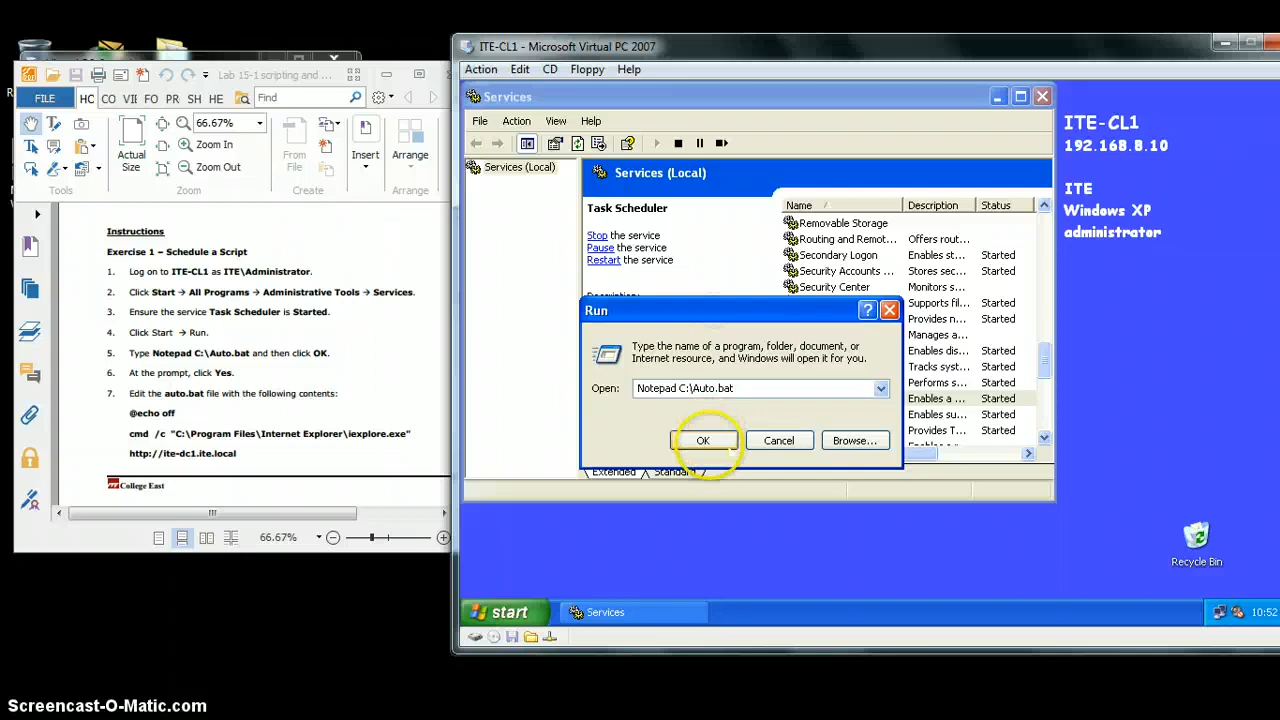 ITE-CL1 - Microsoft Virtual PC 2007
Action Edit CD Floppy Help
Lab 15-1 scripting and ...
FILE HC CO VII FO PR SH HE Find
66.67%
Actual Size
Zoom In
Zoom Out
From File
Insert
Arrange
Tools Zoom Create Arrange
Instructions
Exercise 1 – Schedule a Script
1. Log on to ITE-CL1 as ITE\Administrator.
2. Click Start → All Programs → Administrative Tools → Services.
3. Ensure the service Task Scheduler is Started.
4. Click Start → Run.
5. Type Notepad C:\Auto.bat and then click OK.
6. At the prompt, click Yes.
7. Edit the auto.bat file with the following contents:
@echo off
cmd /c "C:\Program Files\Internet Explorer\iexplore.exe"
http://ite-dc1.ite.local
College East
66.67%
Services
File Action View Help
Services (Local)
Services (Local)
Task Scheduler
Stop the service
Pause the service
Restart the service
Name Description Status
Removable Storage
Routing and Remot... Offers rout...
Secondary Logon Enables st... Started
Security Accounts ... Stores sec... Started
Security Center Monitors s...
Supports fil... Started
Provides n... Started
Manages a ...
Enables dis... Started
Tracks syst... Started
Performs s... Started
Enables a ... Started
Enables su... Started
Provides T... Started
Run
Type the name of a program, folder, document, or
Internet resource, and Windows will open it for you.
Open: Notepad C:\Auto.bat
OK Cancel Browse...
Extended Standard
ITE-CL1
192.168.8.10
ITE
Windows XP
administrator
Recycle Bin
start Services 10:52
Screencast-O-Matic.com